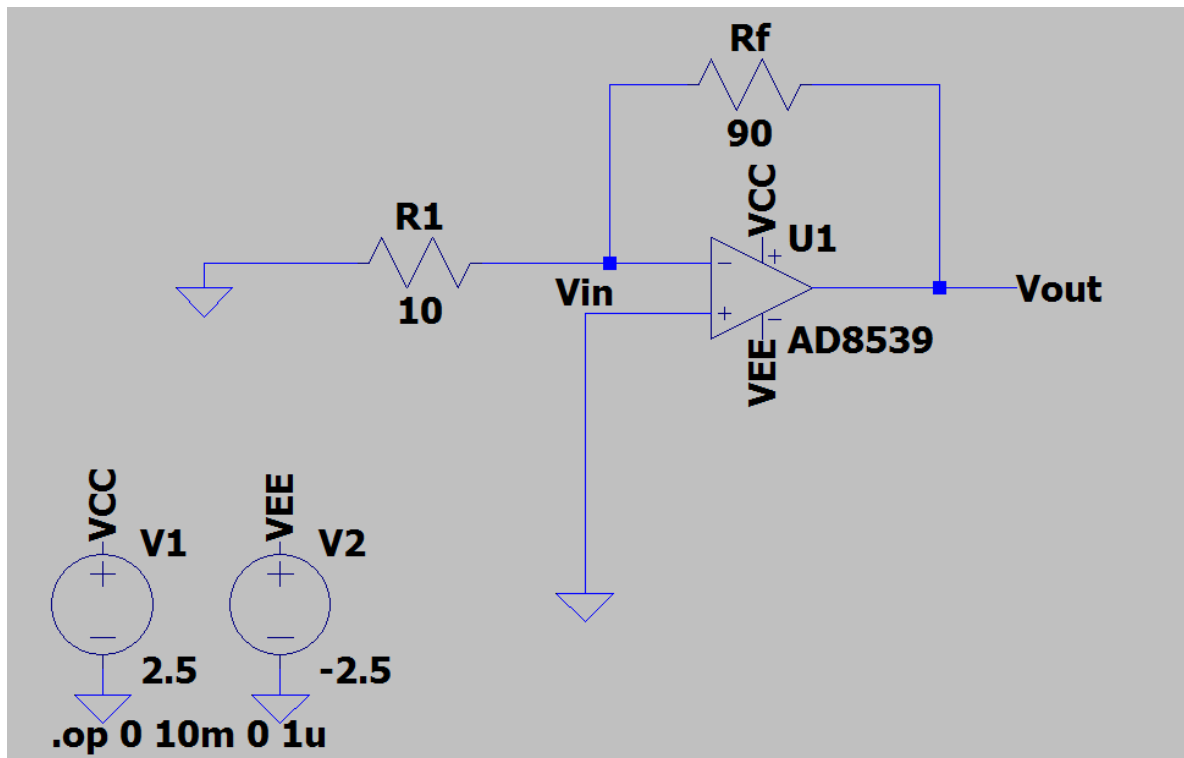 Rf
90
VCC
U1
R1
10
Vin
Vout
AD8539
VEE
VCC
V1
2.5
VEE
V2
-2.5
.op 0 10m 0 1u